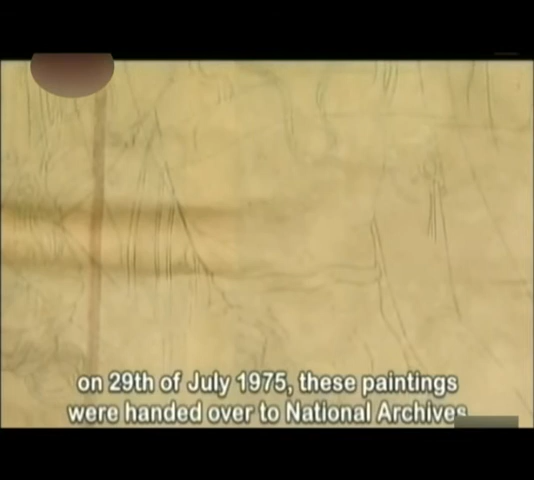 on 29th of July 1975, these paintings
were handed over to National Archives